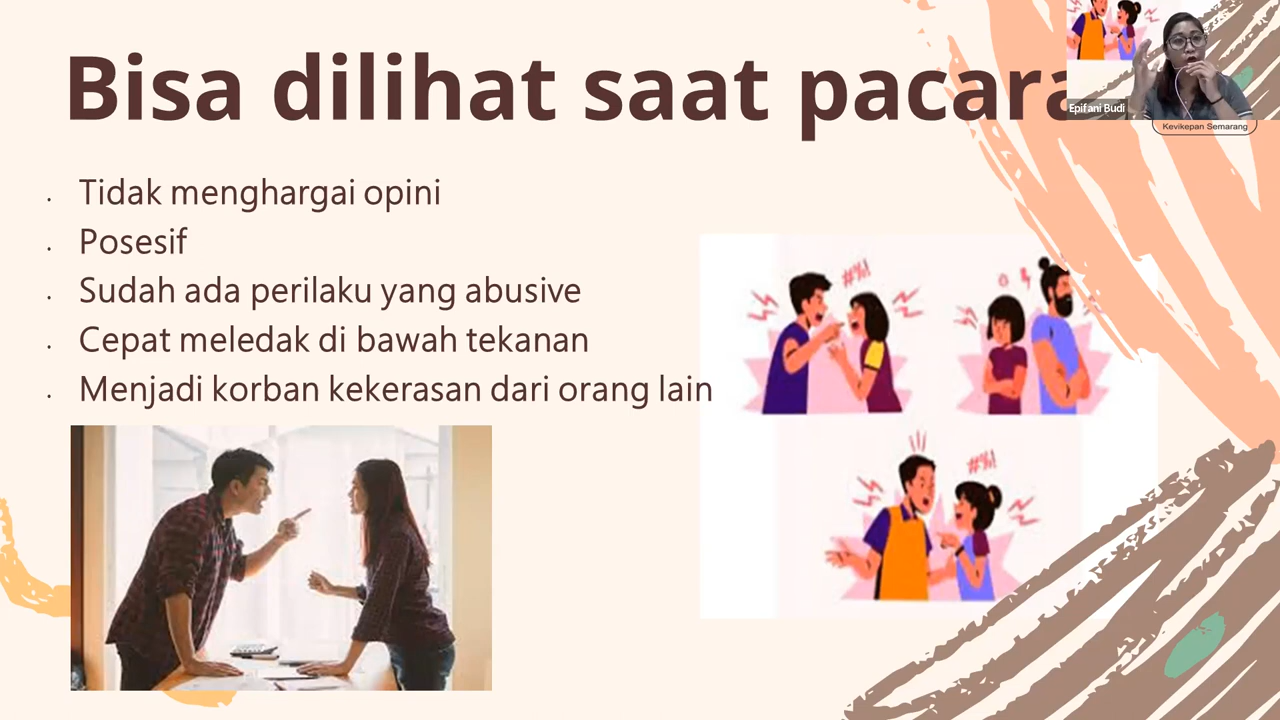 Bisa dilihat saat pacara
Epifani Budi
Kevikepan Semarang
Tidak menghargai opini
Posesif
Sudah ada perilaku yang abusive
Cepat meledak di bawah tekanan
Menjadi korban kekerasan dari orang lain
#%!
#%!